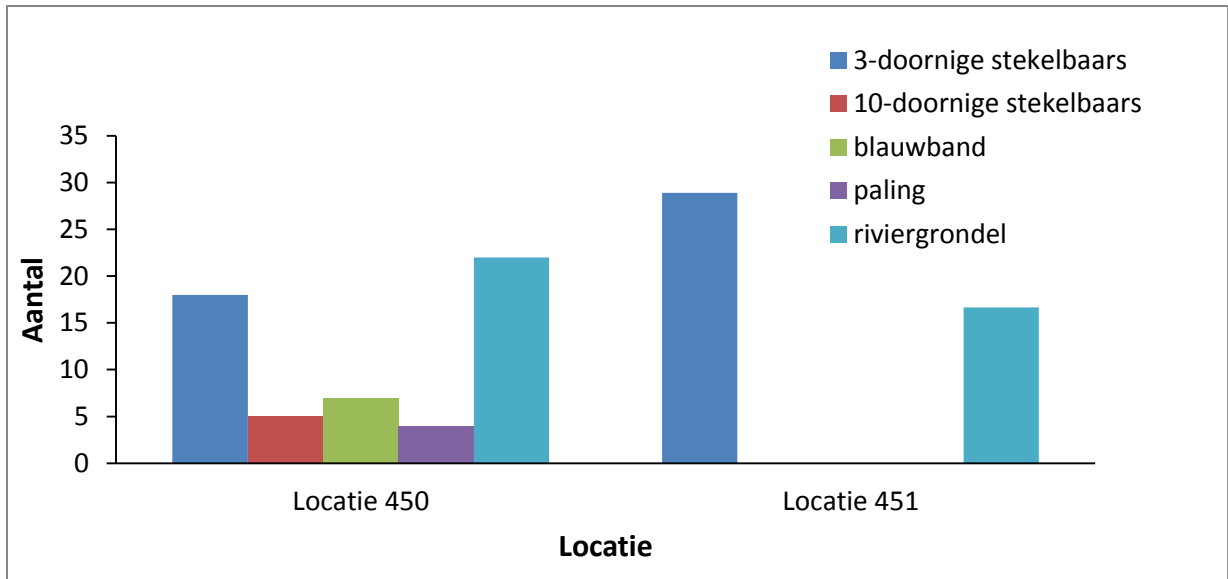 3-doornige stekelbaars
10-doornige stekelbaars
blauwband
paling
riviergrondel
35
30
25
20
15
10
5
0
Aantal
Locatie 450
Locatie 451
Locatie